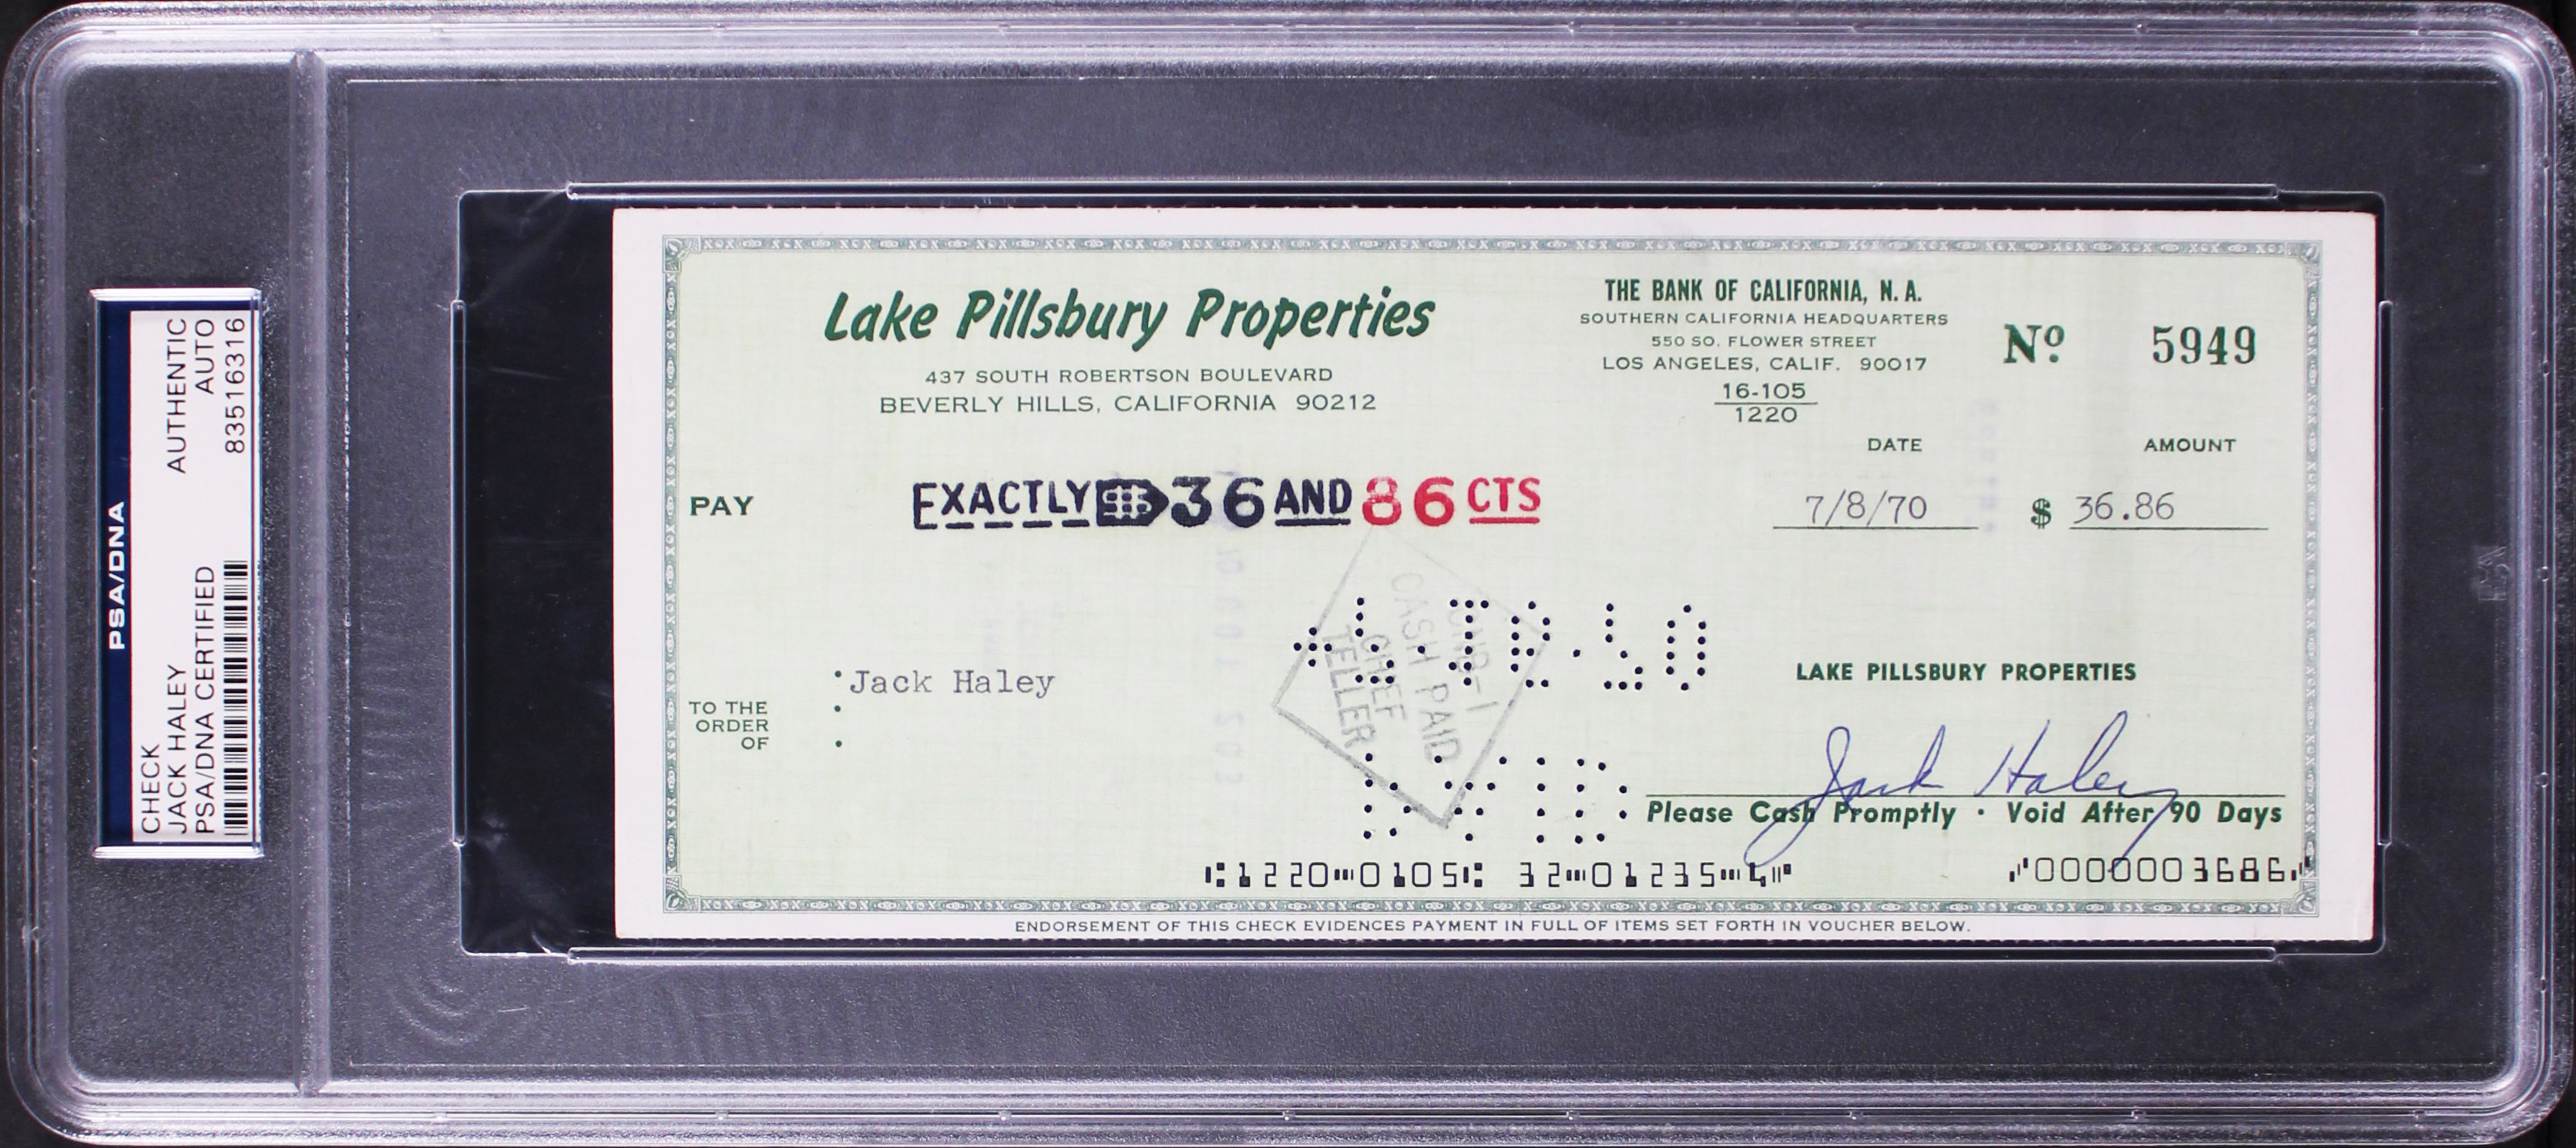 PSA/DNA
CHECK AUTHENTIC
JACK HALEY AUTO
PSA/DNA CERTIFIED 83516316
Lake Pillsbury Properties
437 SOUTH ROBERTSON BOULEVARD
BEVERLY HILLS, CALIFORNIA 90212
THE BANK OF CALIFORNIA, N. A.
SOUTHERN CALIFORNIA HEADQUARTERS
550 SO. FLOWER STREET
LOS ANGELES, CALIF. 90017
16-105
1220
Nº 5949
DATE AMOUNT
PAY EXACTLY 36 AND 86 CTS 7/8/70 $ 36.86
CASH PAID
CHIEF
TELLER
PAID
TO THE
ORDER
OF
Jack Haley
LAKE PILLSBURY PROPERTIES
Jack Haley
Please Cash Promptly · Void After 90 Days
⑆1220⑉0105⑆ 32⑉01235⑉4⑈ ⑇0000003686⑇
ENDORSEMENT OF THIS CHECK EVIDENCES PAYMENT IN FULL OF ITEMS SET FORTH IN VOUCHER BELOW.